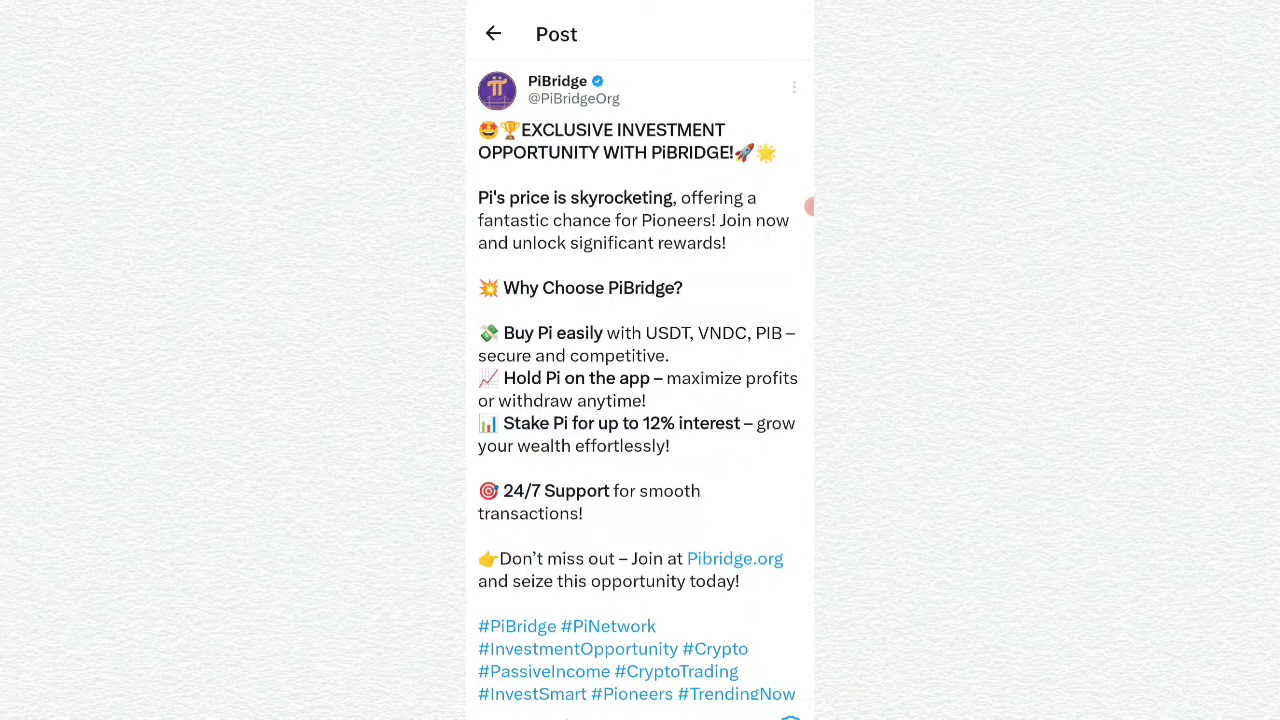 Post
PiBridge
@PiBridgeOrg
🤩🏆EXCLUSIVE INVESTMENT
OPPORTUNITY WITH PiBRIDGE!🚀🌟
Pi's price is skyrocketing, offering a
fantastic chance for Pioneers! Join now
and unlock significant rewards!
💥 Why Choose PiBridge?
💸 Buy Pi easily with USDT, VNDC, PIB –
secure and competitive.
📈 Hold Pi on the app – maximize profits
or withdraw anytime!
📊 Stake Pi for up to 12% interest – grow
your wealth effortlessly!
🎯 24/7 Support for smooth
transactions!
👉Don’t miss out – Join at Pibridge.org
and seize this opportunity today!
#PiBridge #PiNetwork
#InvestmentOpportunity #Crypto
#PassiveIncome #CryptoTrading
#InvestSmart #Pioneers #TrendingNow